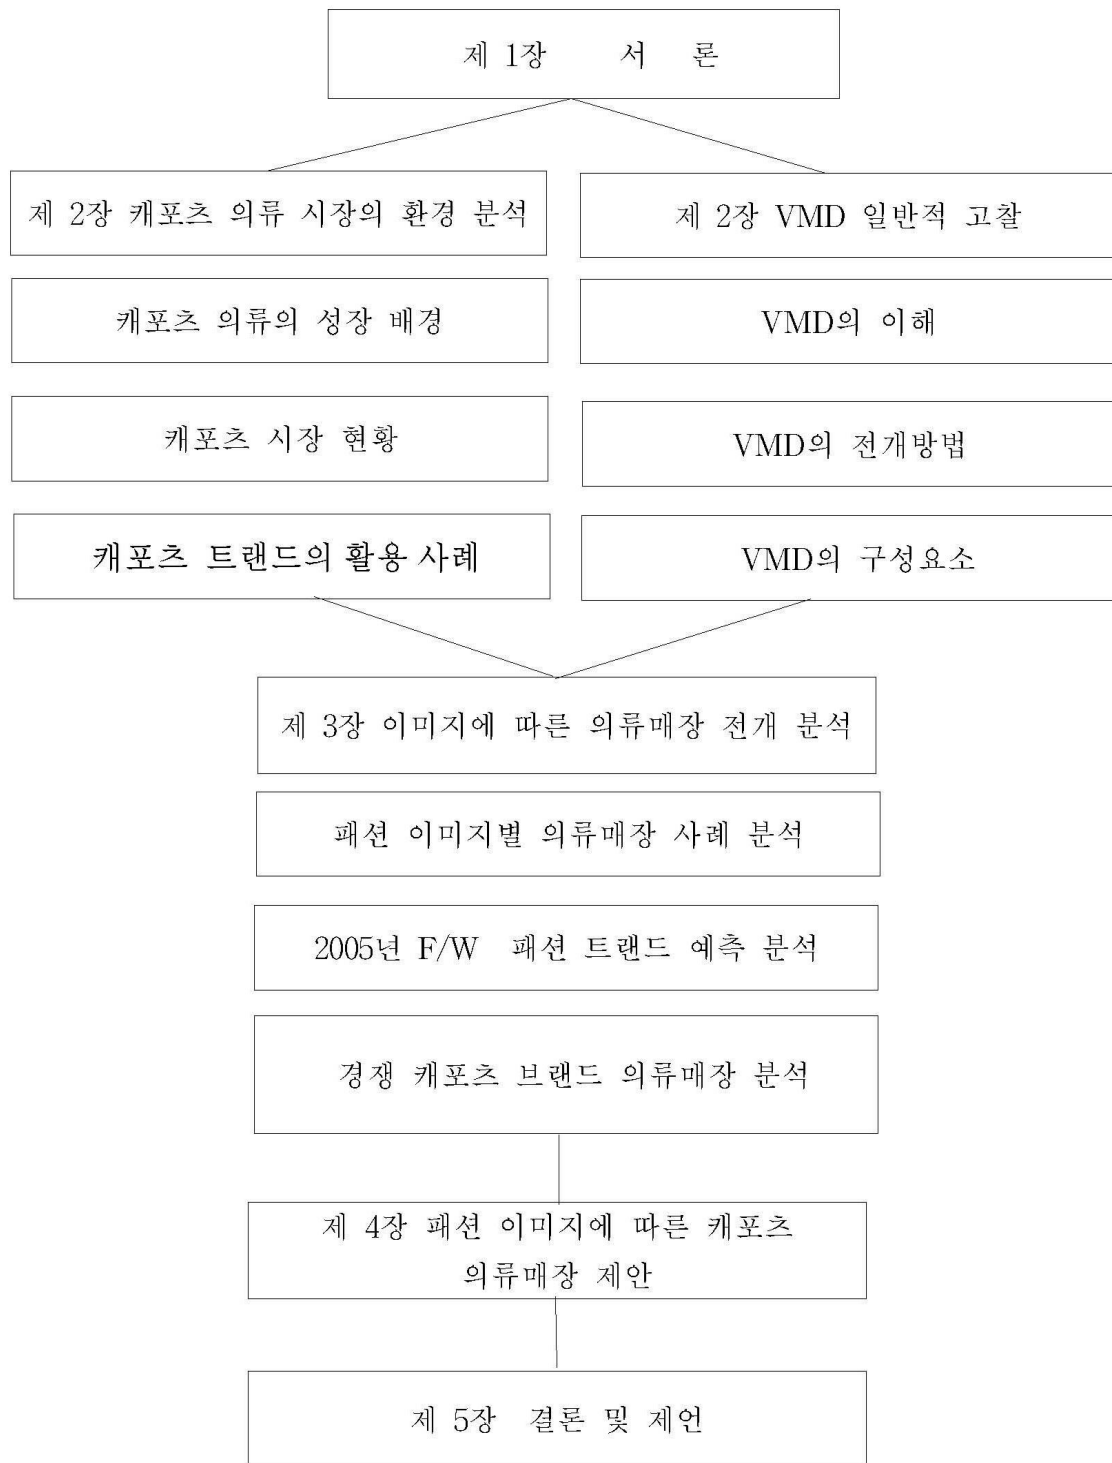 제 1장 서 론
제 2장 캐포츠 의류 시장의 환경 분석
캐포츠 의류의 성장 배경
캐포츠 시장 현황
캐포츠 트랜드의 활용 사례
제 2장 VMD 일반적 고찰
VMD의 이해
VMD의 전개방법
VMD의 구성요소
제 3장 이미지에 따른 의류매장 전개 분석
패션 이미지별 의류매장 사례 분석
2005년 F/W 패션 트랜드 예측 분석
경쟁 캐포츠 브랜드 의류매장 분석
제 4장 패션 이미지에 따른 캐포츠
의류매장 제안
제 5장 결론 및 제언